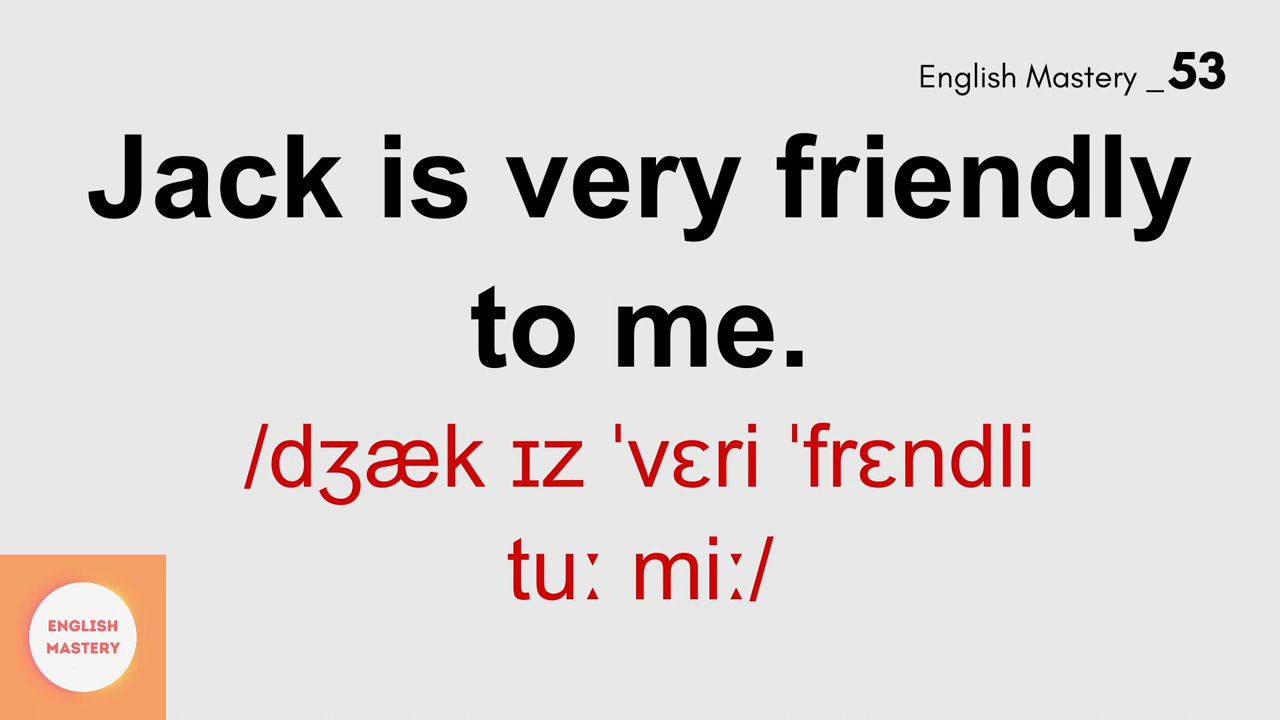 English Mastery _53
Jack is very friendly
to me.
/dʒæk ɪz ˈvɛri ˈfrɛndli
tuː miː/
ENGLISH
MASTERY